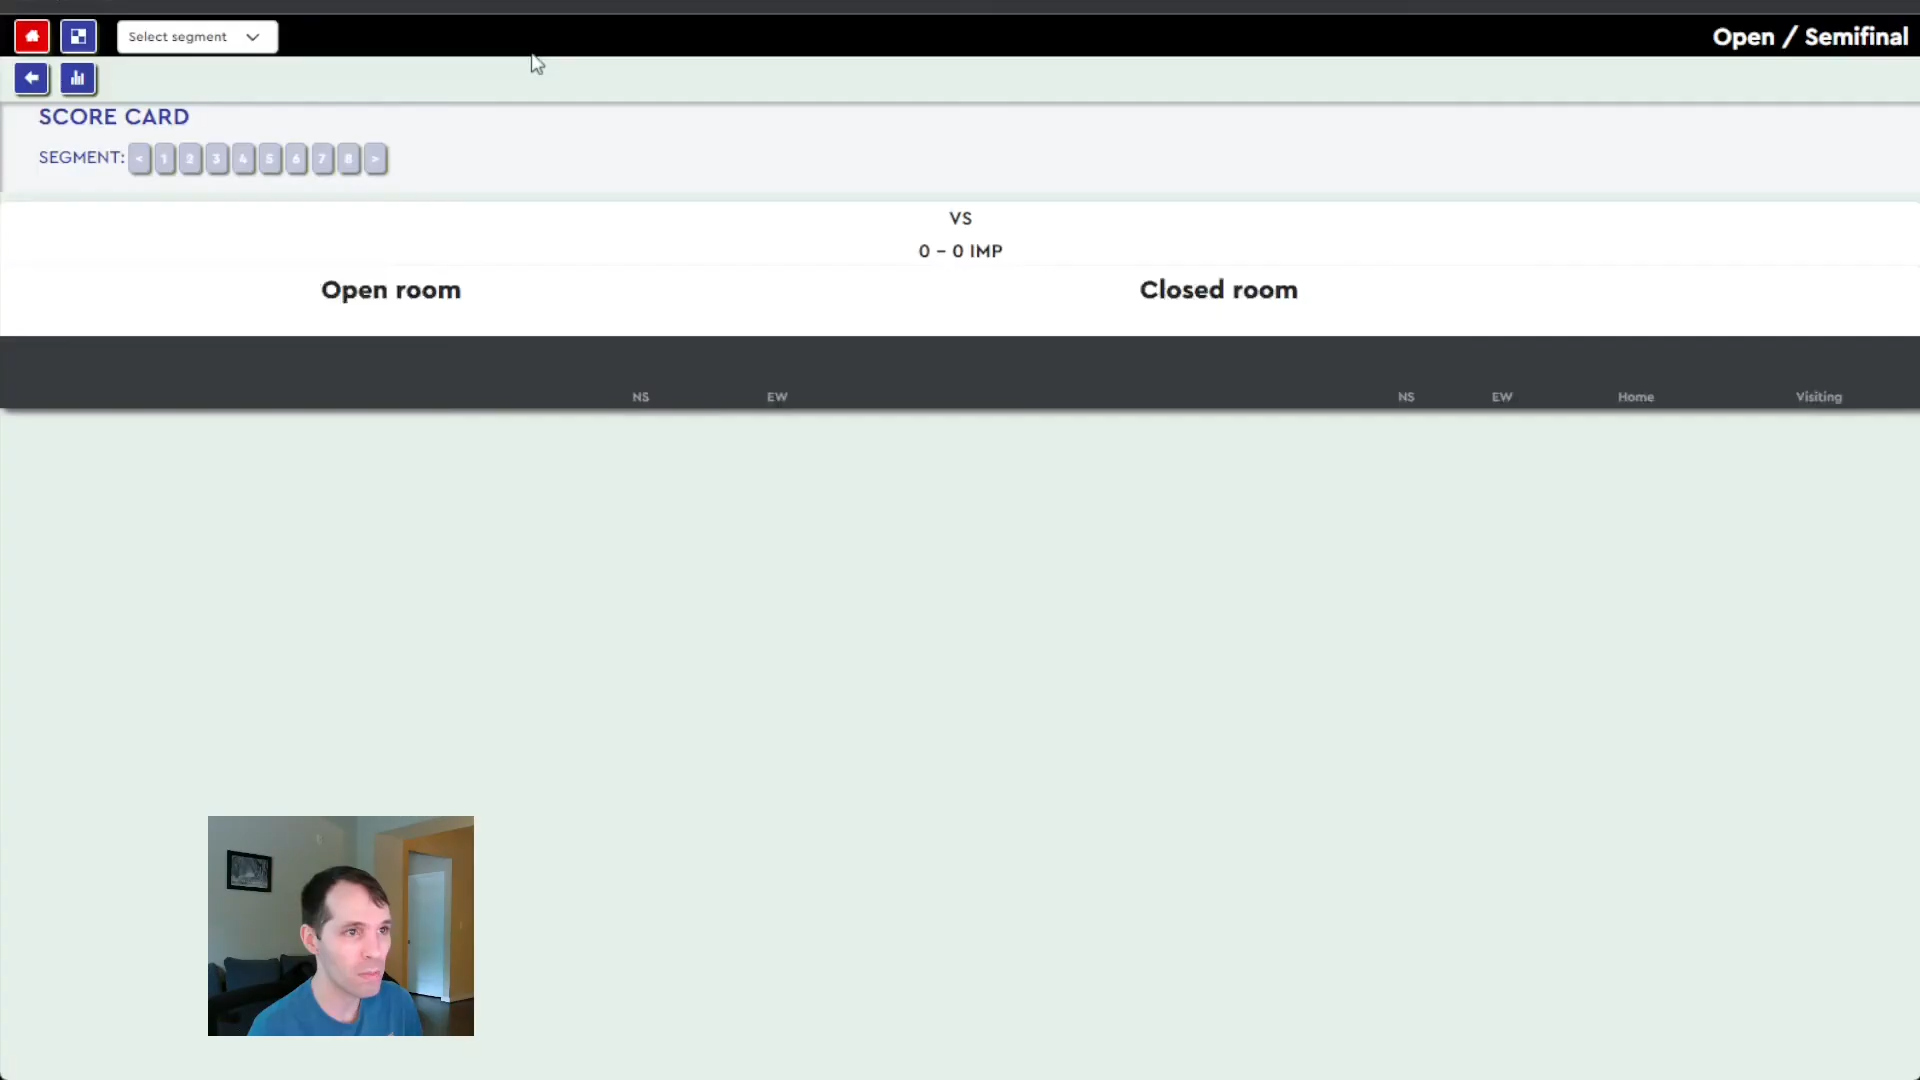 Select segment
Open / Semifinal
SCORE CARD
SEGMENT: < 1 2 3 4 5 6 7 8 >
VS
0 – 0 IMP
Open room
Closed room
NS EW NS EW Home Visiting